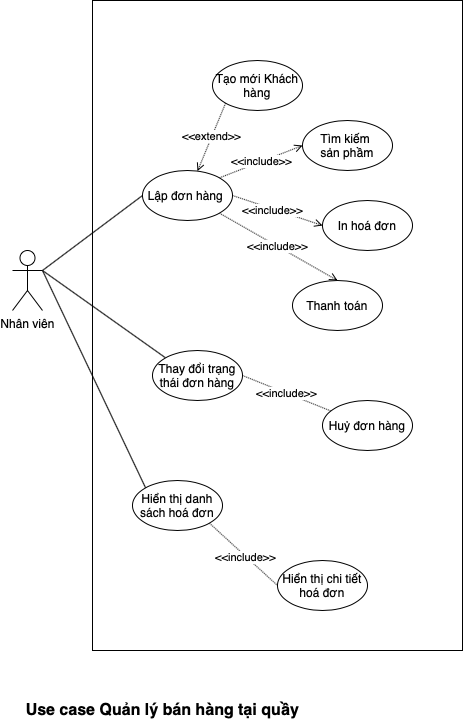 Tạo mới Khách
hàng
<<extend>>
Tìm kiếm
sản phầm
<<include>>
Lập đơn hàng
<<include>>
In hoá đơn
<<include>>
Thanh toán
Nhân viên
Thay đổi trạng
thái đơn hàng
<<include>>
Huỷ đơn hàng
Hiển thị danh
sách hoá đơn
<<include>>
Hiển thị chi tiết
hoá đơn
Use case Quản lý bán hàng tại quầy